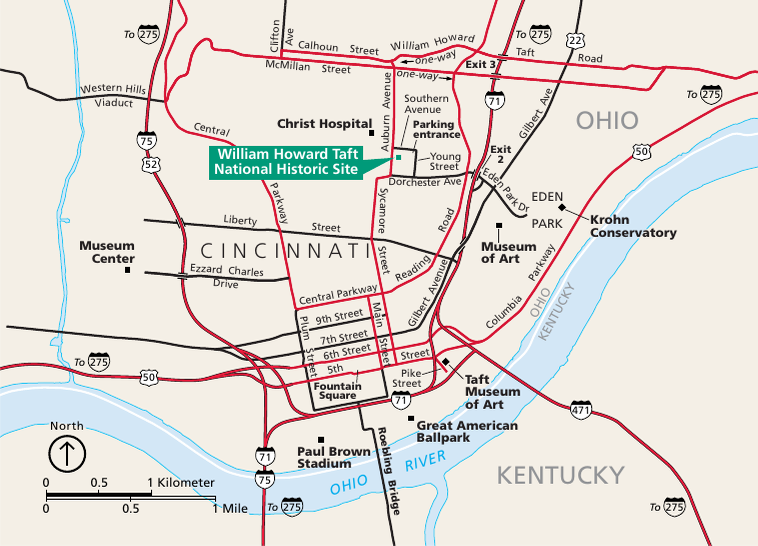 To 275
Clifton
Ave
Calhoun Street
William Howard
one-way
McMillan Street
one-way
Exit 3
Taft Road
To 275
22
To 275
71
Gilbert Ave
OHIO
Western Hills
Viaduct
75
52
Central
Parkway
Christ Hospital
Auburn Avenue
Southern
Avenue
Parking
entrance
Young
Street
Exit
2
50
William Howard Taft
National Historic Site
Dorchester Ave
Eden Park Dr
EDEN
PARK
Krohn
Conservatory
Museum
of Art
Liberty Street
Sycamore
Street
Reading Road
CINCINNATI
Museum
Center
Ezzard Charles
Drive
Gilbert Avenue
Columbia Parkway
OHIO
KENTUCKY
Central Parkway
9th Street
7th Street
6th Street
5th Street
Main
Street
Plum
Street
Fountain
Square
Pike
Street
Taft
Museum
of Art
To 275
50
71
471
Great American
Ballpark
Paul Brown
Stadium
Roebling Bridge
OHIO RIVER
KENTUCKY
71
75
To 275
To 275
North
0 0.5 1 Kilometer
0 0.5 1 Mile